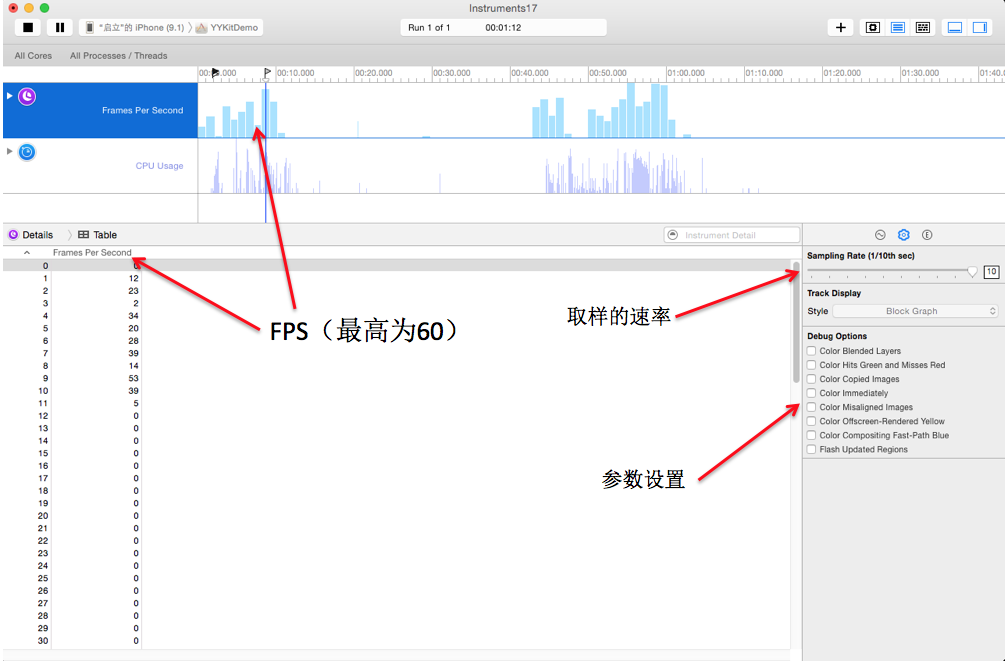 Instruments17
"启立"的 iPhone (9.1) 〉 YYKitDemo
Run 1 of 1 00:01:12
All Cores All Processes / Threads
00:10.000 00:20.000 00:30.000 00:40.000 00:50.000 01:00.000 01:10.000 01:20.000 01:30.000 01:40.
Frames Per Second
CPU Usage
Details 〉 Table
Instrument Detail
Frames Per Second
0
1 12
2 23
3 2
4 34
5 20
6 28
7 39
8 14
9 53
10 39
11 5
12 0
13 0
14 0
15 0
16 0
17 0
18 0
19 0
20 0
21 0
22 0
23 0
24 0
25 0
26 0
27 0
28 0
29 0
30 0
FPS（最高为60）
取样的速率
参数设置
E
Sampling Rate (1/10th sec)
10
Track Display
Style Block Graph
Debug Options
Color Blended Layers
Color Hits Green and Misses Red
Color Copied Images
Color Immediately
Color Misaligned Images
Color Offscreen-Rendered Yellow
Color Compositing Fast-Path Blue
Flash Updated Regions